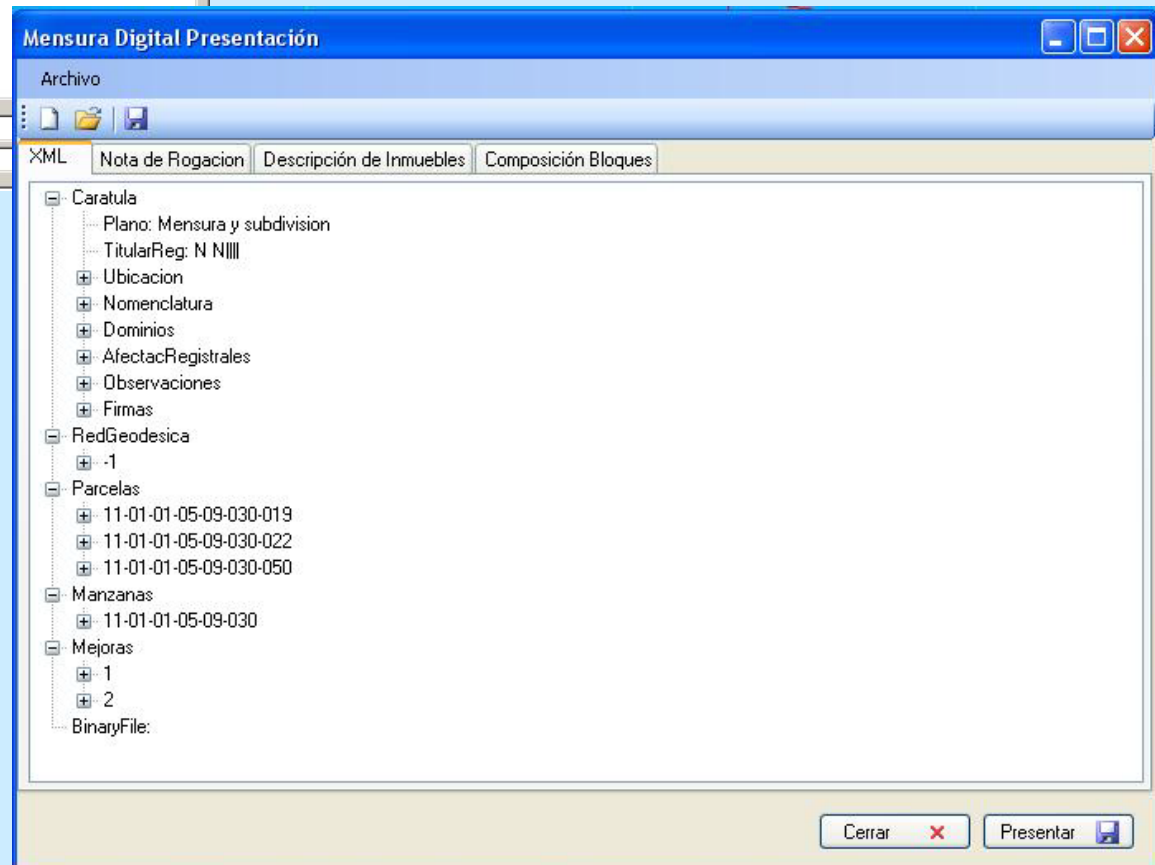 Mensura Digital Presentación
Archivo
XML Nota de Rogacion Descripción de Inmuebles Composición Bloques
Caratula
Plano: Mensura y subdivision
TitularReg: N N||||
Ubicacion
Nomenclatura
Dominios
AfectacRegistrales
Observaciones
Firmas
RedGeodesica
-1
Parcelas
11-01-01-05-09-030-019
11-01-01-05-09-030-022
11-01-01-05-09-030-050
Manzanas
11-01-01-05-09-030
Mejoras
1
2
BinaryFile:
Cerrar Presentar